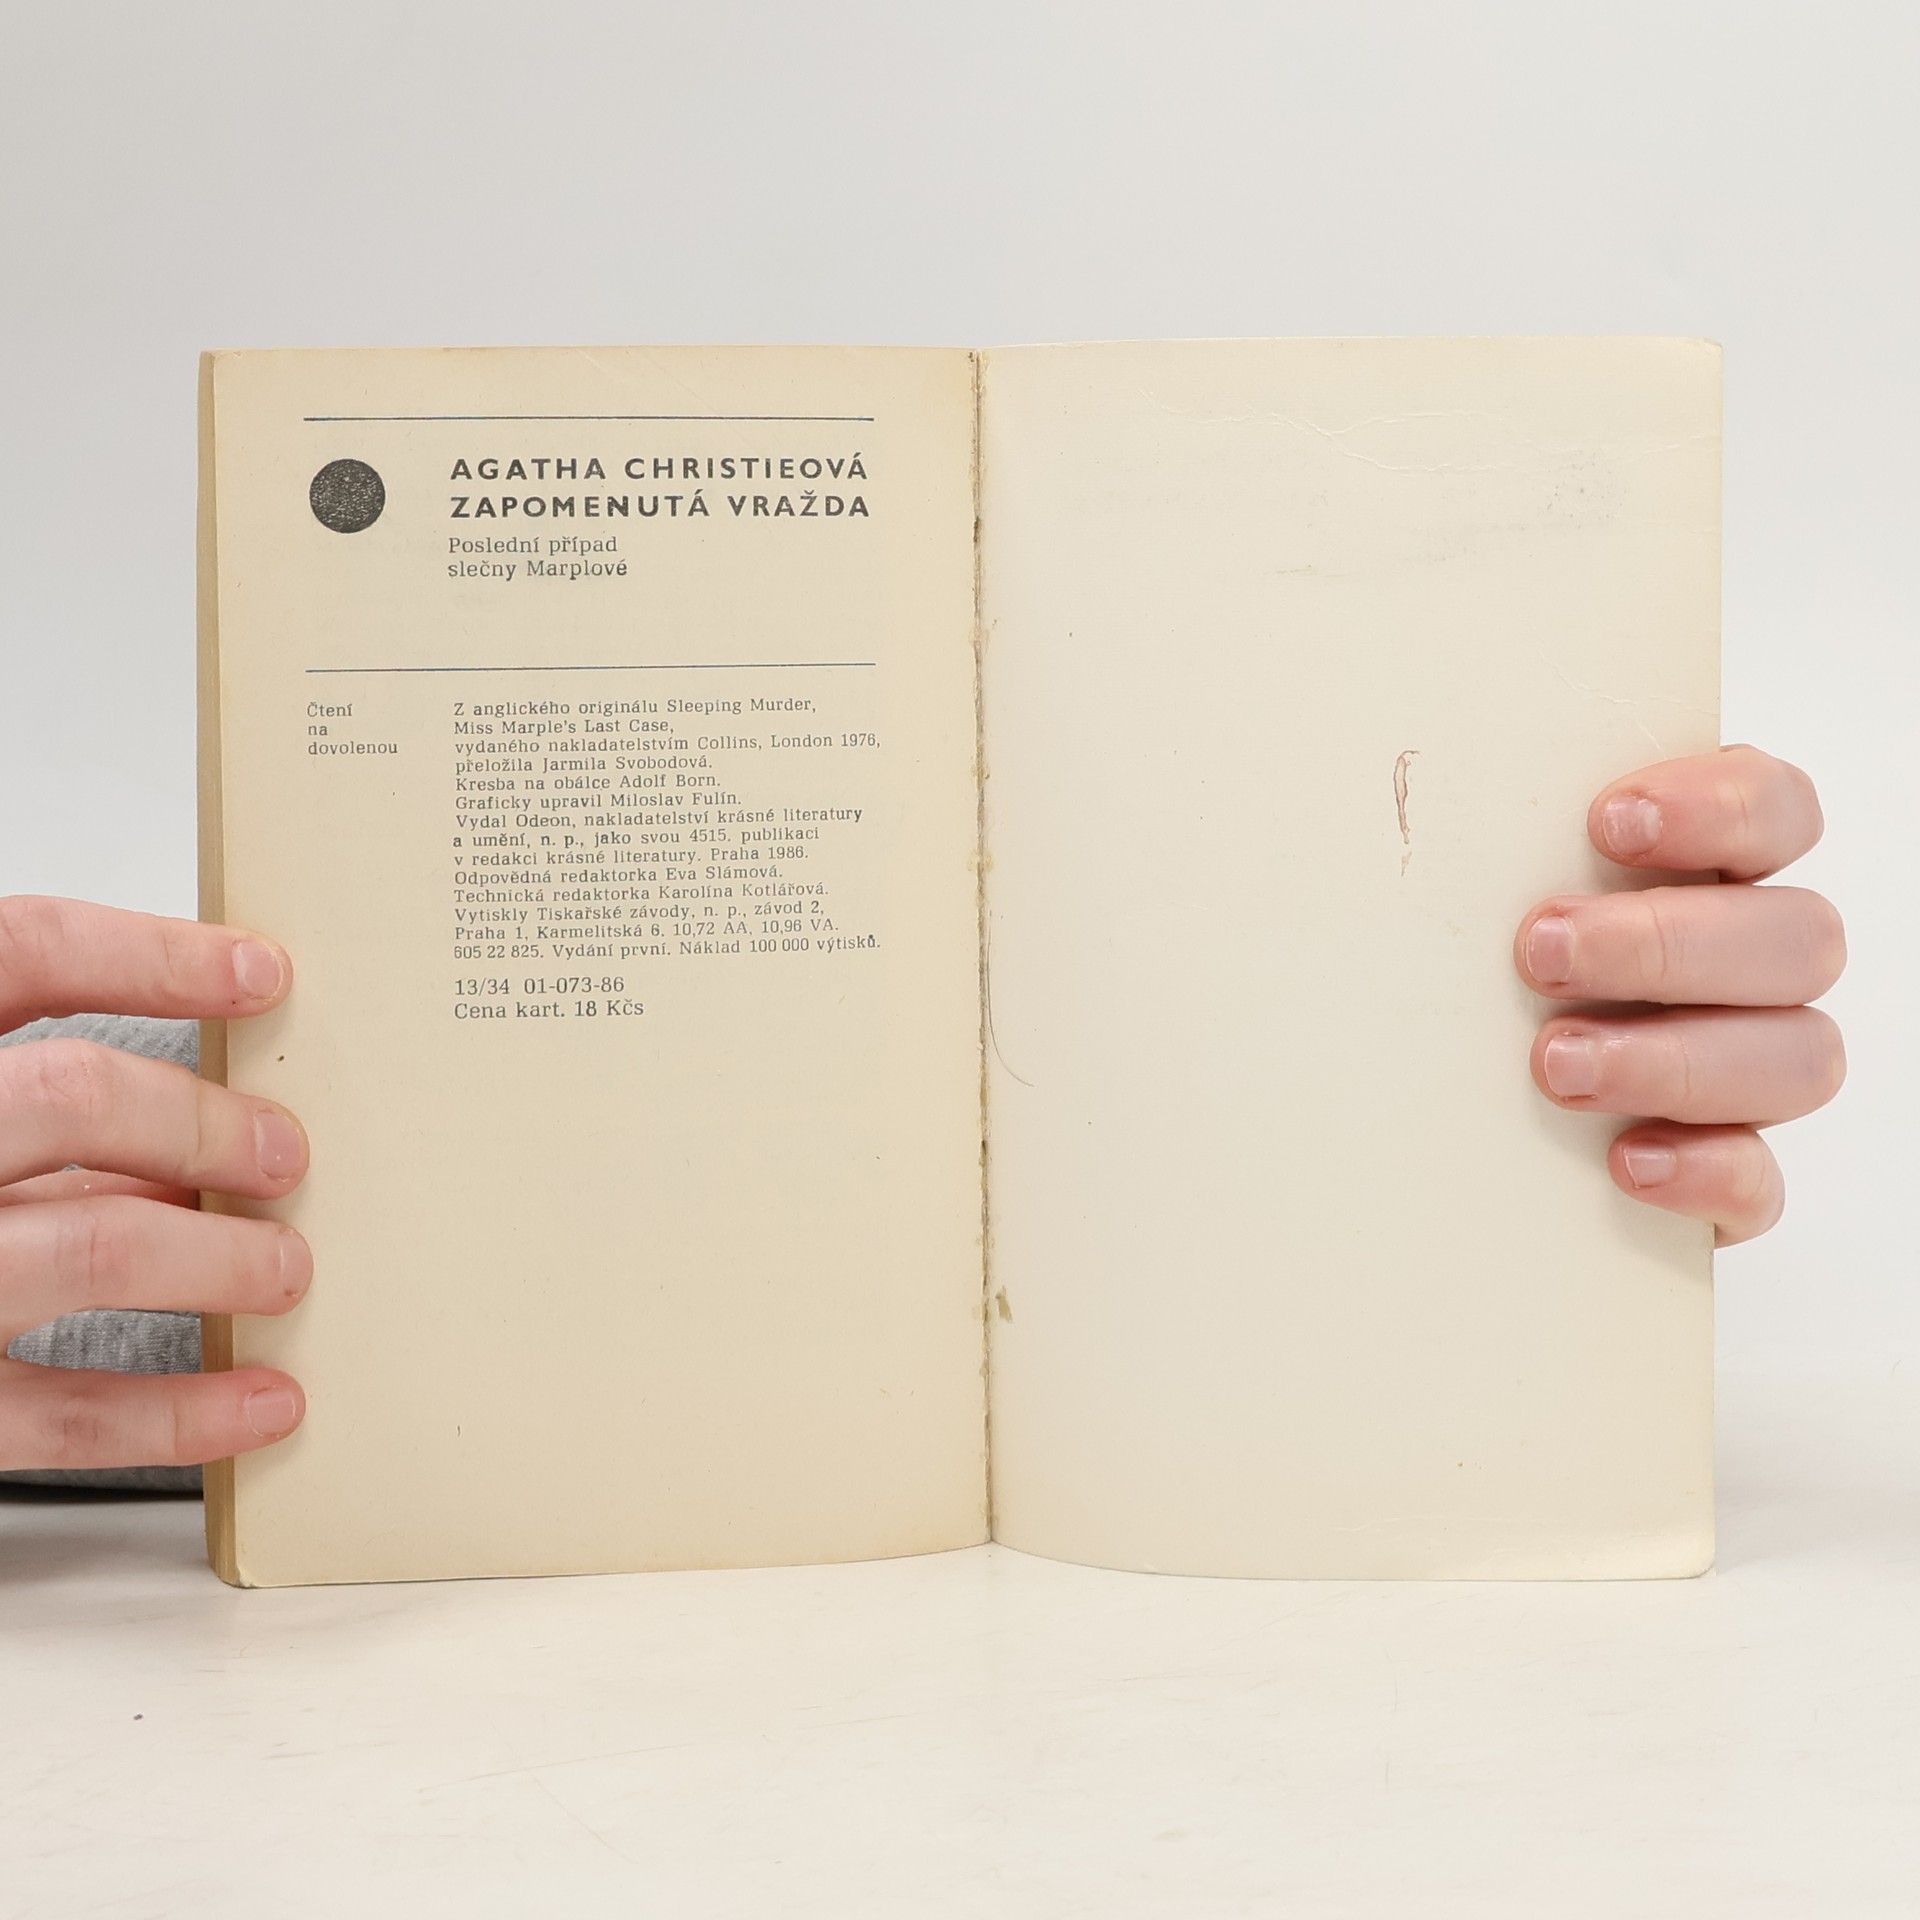 AGATHA CHRISTIEOVÁ
ZAPOMENUTÁ VRAŽDA
Poslední případ
slečny Marplové
Čtení
na
dovolenou
Z anglického originálu Sleeping Murder,
Miss Marple's Last Case,
vydaného nakladatelstvím Collins, London 1976,
přeložila Jarmila Svobodová.
Kresba na obálce Adolf Born.
Graficky upravil Miloslav Fulín.
Vydal Odeon, nakladatelství krásné literatury
a umění, n. p., jako svou 4515. publikaci
v redakci krásné literatury. Praha 1986.
Odpovědná redaktorka Eva Slámová.
Technická redaktorka Karolína Kotlářová.
Vytiskly Tiskařské závody, n. p., závod 2,
Praha 1, Karmelitská 6. 10,72 AA, 10,96 VA.
605 22 825. Vydání první. Náklad 100 000 výtisků.
13/34 01-073-86
Cena kart. 18 Kčs